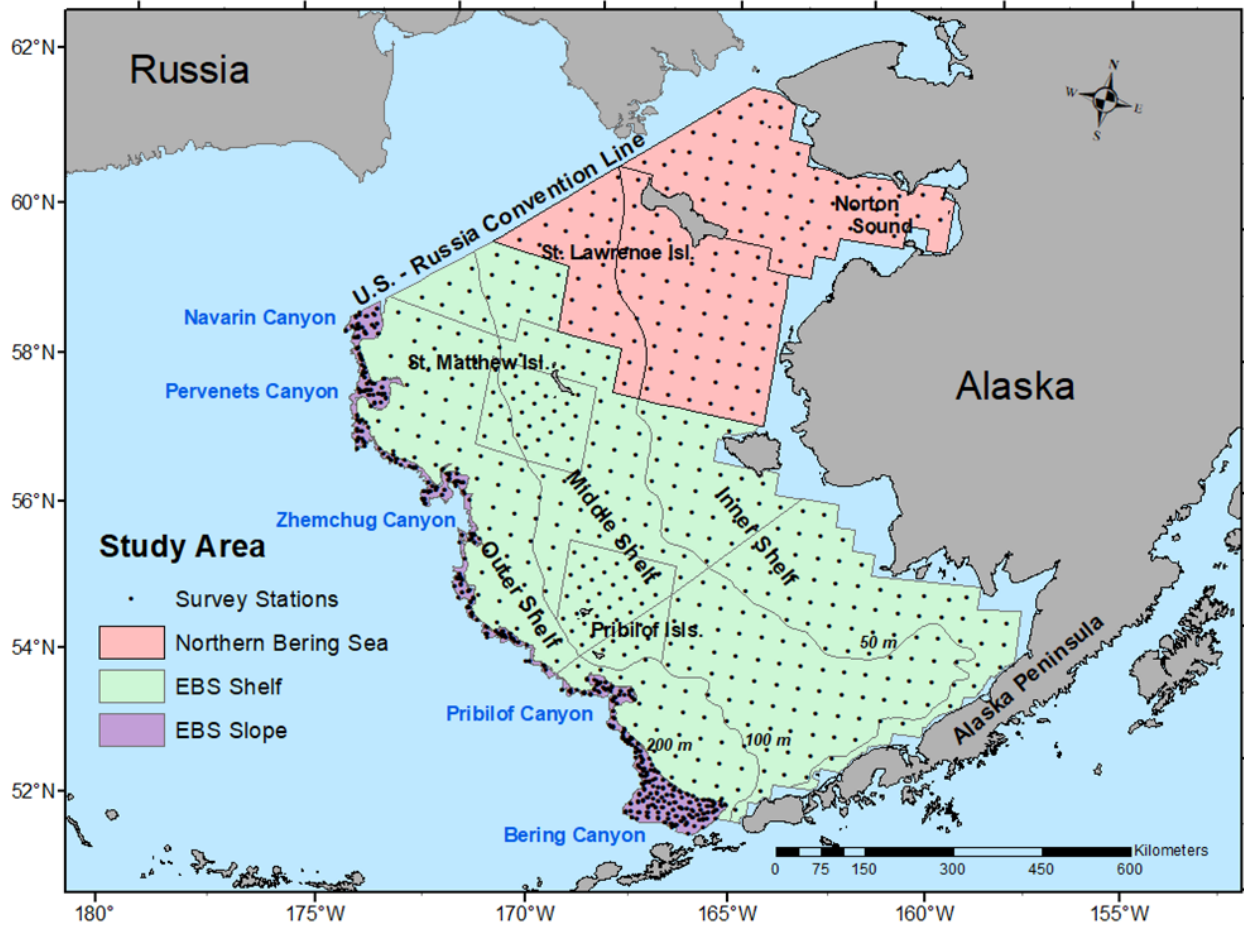 62°N
60°N
58°N
56°N
54°N
52°N
Russia
N
W
E
S
U.S. - Russia Convention Line
Norton
Sound
St. Lawrence Isl.
Navarin Canyon
St. Matthew Isl.
Pervenets Canyon
Alaska
Zhemchug Canyon
Middle Shelf
Inner Shelf
Outer Shelf
Pribilof Isls.
50 m
Study Area
Survey Stations
Northern Bering Sea
EBS Shelf
EBS Slope
Pribilof Canyon
200 m
100 m
Alaska Peninsula
Bering Canyon
Kilometers
0 75 150 300 450 600
180° 175°W 170°W 165°W 160°W 155°W